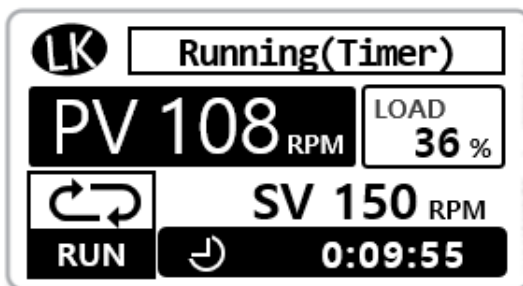 LK Running(Timer)
PV 108 RPM LOAD
36 %
SV 150 RPM
RUN 0:09:55